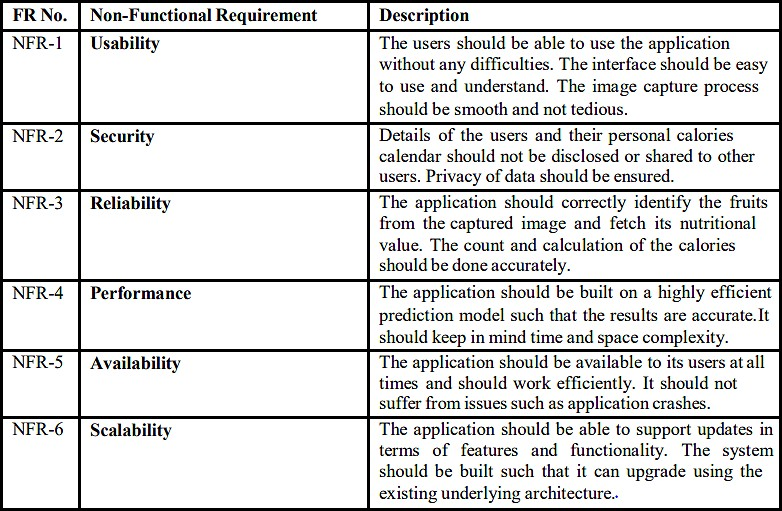 FR No. Non-Functional Requirement Description
NFR-1 Usability The users should be able to use the application
without any difficulties. The interface should be easy
to use and understand. The image capture process
should be smooth and not tedious.
NFR-2 Security Details of the users and their personal calories
calendar should not be disclosed or shared to other
users. Privacy of data should be ensured.
NFR-3 Reliability The application should correctly identify the fruits
from the captured image and fetch its nutritional
value. The count and calculation of the calories
should be done accurately.
NFR-4 Performance The application should be built on a highly efficient
prediction model such that the results are accurate.It
should keep in mind time and space complexity.
NFR-5 Availability The application should be available to its users at all
times and should work efficiently. It should not
suffer from issues such as application crashes.
NFR-6 Scalability The application should be able to support updates in
terms of features and functionality. The system
should be built such that it can upgrade using the
existing underlying architecture..